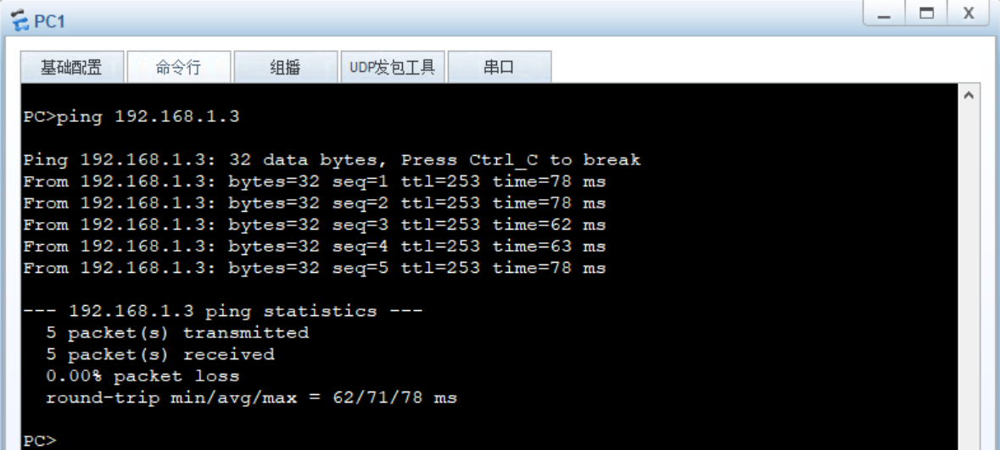 PC1
基础配置 命令行 组播 UDP发包工具 串口
PC>ping 192.168.1.3
Ping 192.168.1.3: 32 data bytes, Press Ctrl_C to break
From 192.168.1.3: bytes=32 seq=1 ttl=253 time=78 ms
From 192.168.1.3: bytes=32 seq=2 ttl=253 time=78 ms
From 192.168.1.3: bytes=32 seq=3 ttl=253 time=62 ms
From 192.168.1.3: bytes=32 seq=4 ttl=253 time=63 ms
From 192.168.1.3: bytes=32 seq=5 ttl=253 time=78 ms
--- 192.168.1.3 ping statistics ---
5 packet(s) transmitted
5 packet(s) received
0.00% packet loss
round-trip min/avg/max = 62/71/78 ms
PC>